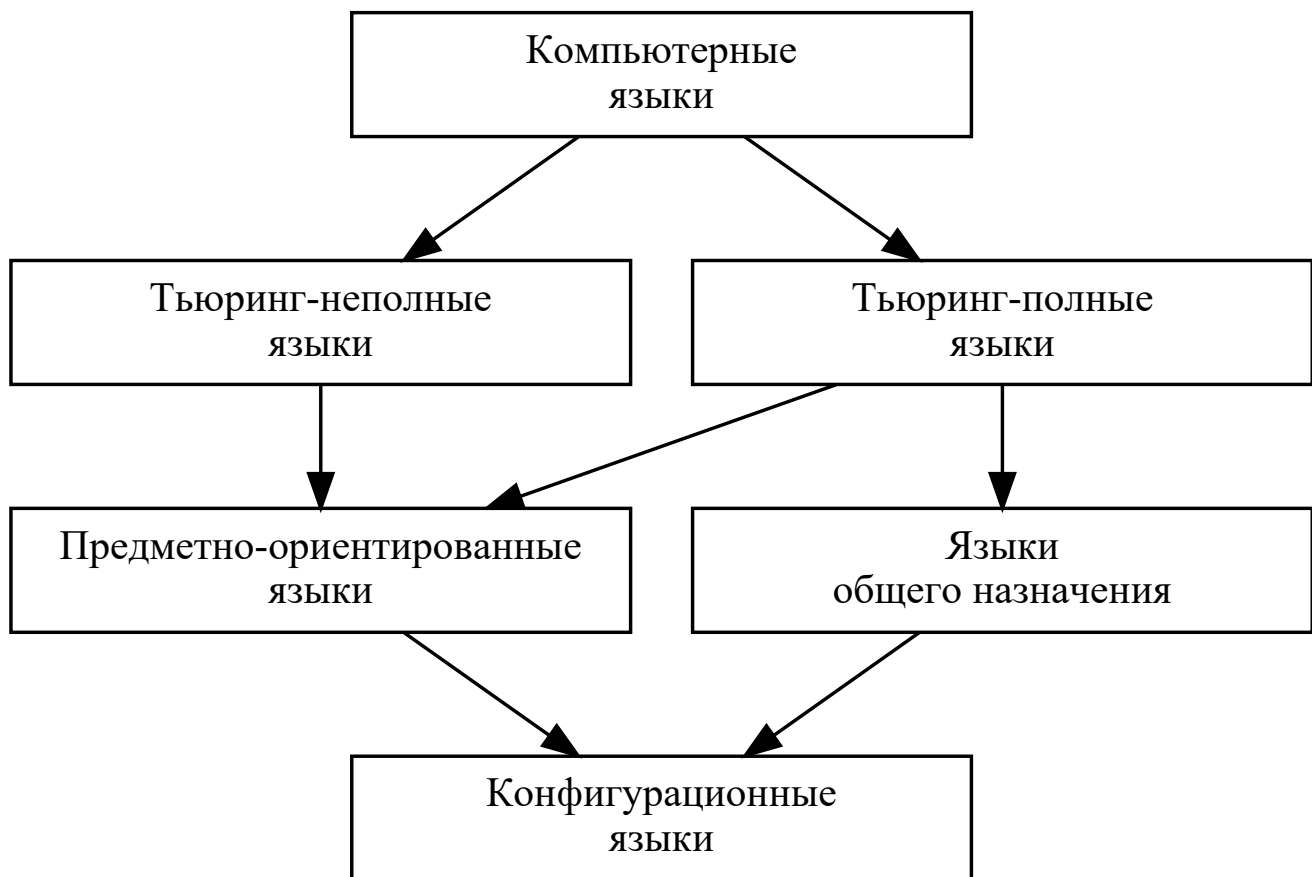 Компьютерные
языки
Тьюринг-неполные
языки
Тьюринг-полные
языки
Предметно-ориентированные
языки
Языки
общего назначения
Конфигурационные
языки